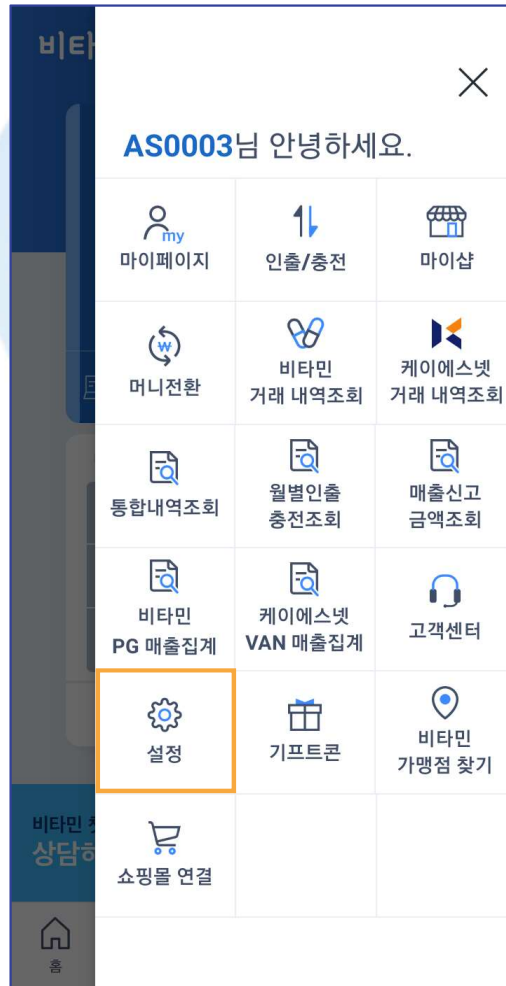 비타
AS0003님 안녕하세요.
my
마이페이지
인출/충전
마이샵
머니전환
비타민
거래 내역조회
케이에스넷
거래 내역조회
통합내역조회
월별인출
충전조회
매출신고
금액조회
비타민
PG 매출집계
케이에스넷
VAN 매출집계
고객센터
설정
기프트콘
비타민
가맹점 찾기
비타민
상담하
쇼핑몰 연결
홈